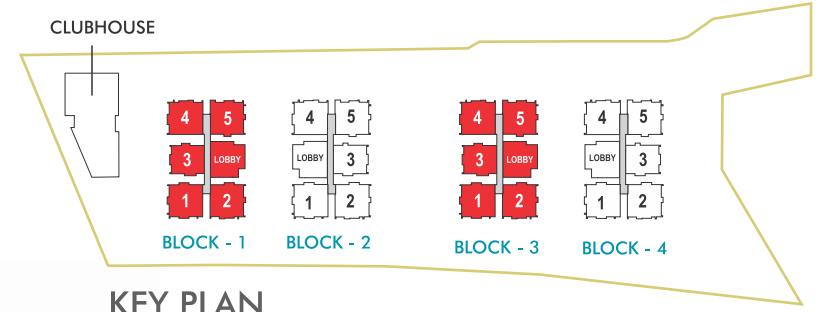 CLUBHOUSE
4 5
3 LOBBY
1 2
BLOCK - 1
4 5
LOBBY 3
1 2
BLOCK - 2
4 5
3 LOBBY
1 2
BLOCK - 3
4 5
LOBBY 3
1 2
BLOCK - 4
KEY PLAN